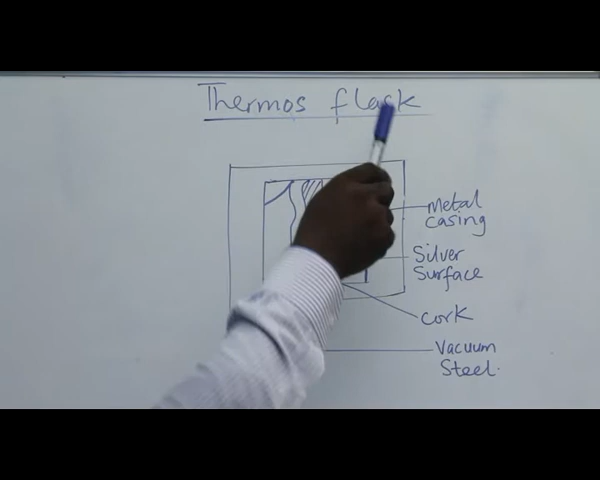 Thermos flask
Metal
casing
Silver
Surface
cork
Vacuum
Steel.